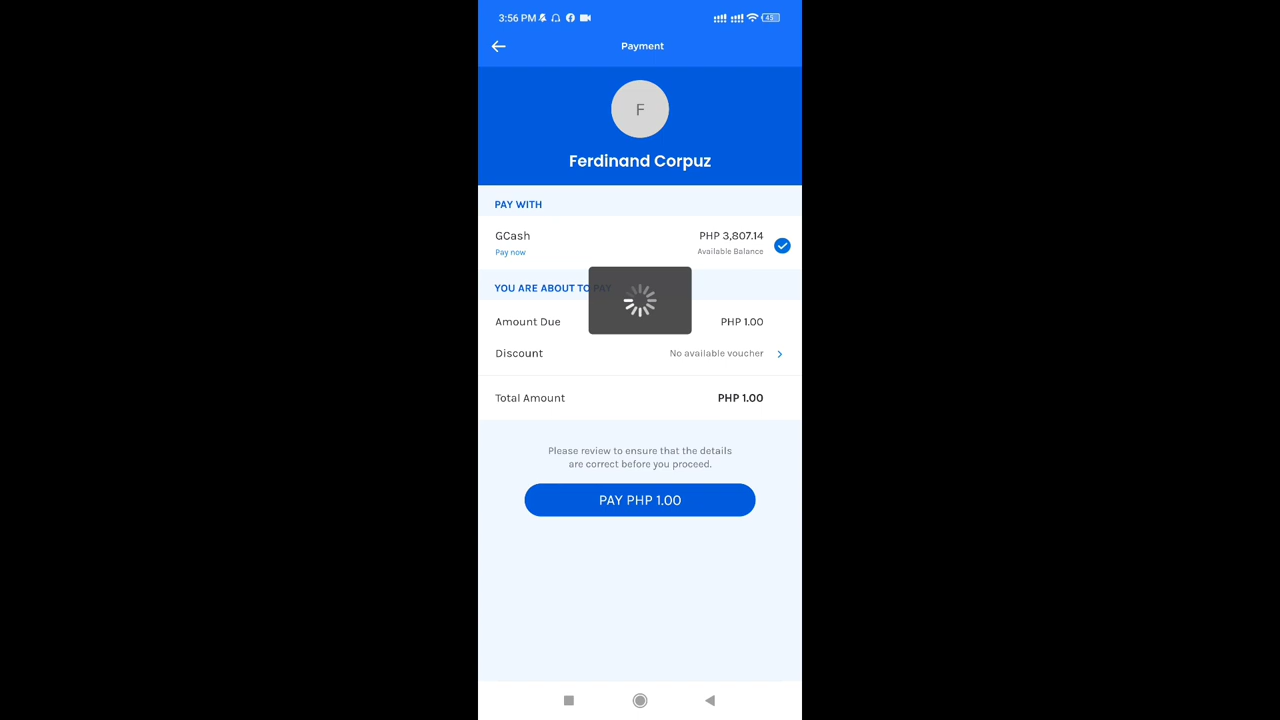 3:56 PM
49
Payment
F
Ferdinand Corpuz
PAY WITH
GCash
PHP 3,807.14
Pay now
Available Balance
YOU ARE ABOUT TO PAY
Amount Due
PHP 1.00
Discount
No available voucher
Total Amount
PHP 1.00
Please review to ensure that the details
are correct before you proceed.
PAY PHP 1.00